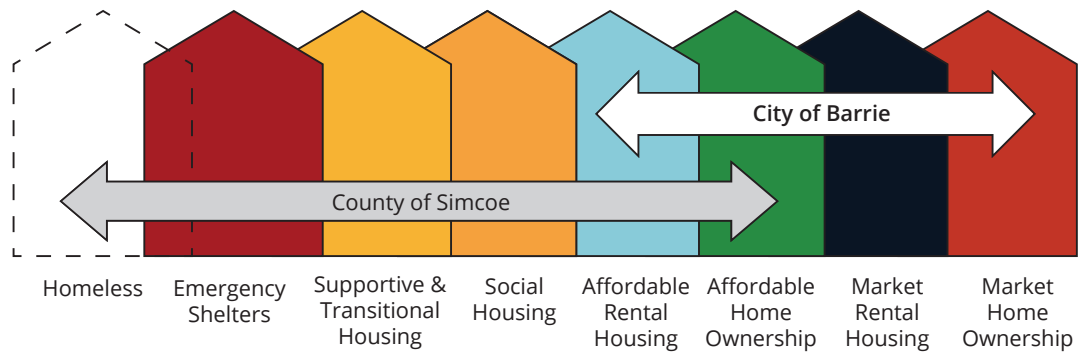 City of Barrie
County of Simcoe
Homeless
Emergency
Shelters
Supportive &
Transitional
Housing
Social
Housing
Affordable
Rental
Housing
Affordable
Home
Ownership
Market
Rental
Housing
Market
Home
Ownership